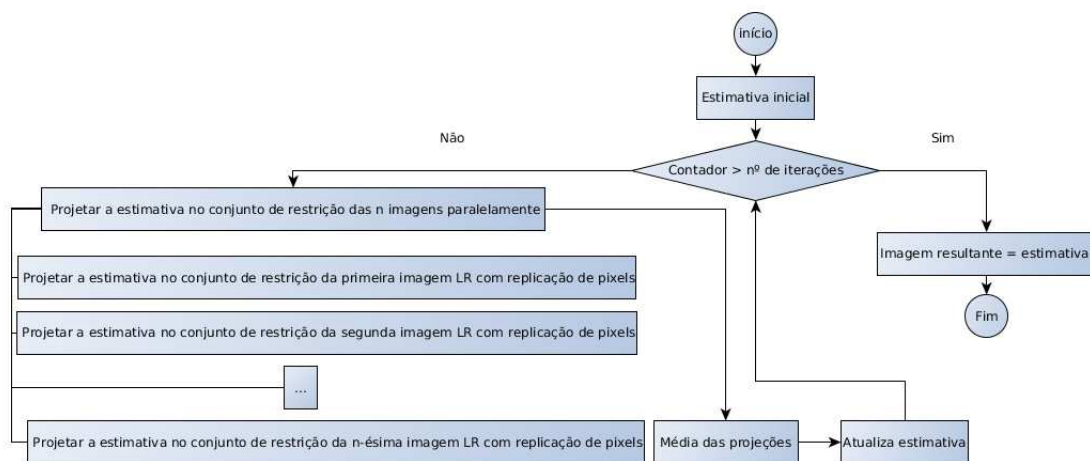 início
Estimativa inicial
Não
Sim
Contador > nº de iterações
Projetar a estimativa no conjunto de restrição das n imagens paralelamente
Imagem resultante = estimativa
Projetar a estimativa no conjunto de restrição da primeira imagem LR com replicação de pixels
Fim
Projetar a estimativa no conjunto de restrição da segunda imagem LR com replicação de pixels
...
Projetar a estimativa no conjunto de restrição da n-ésima imagem LR com replicação de pixels
Média das projeções
Atualiza estimativa